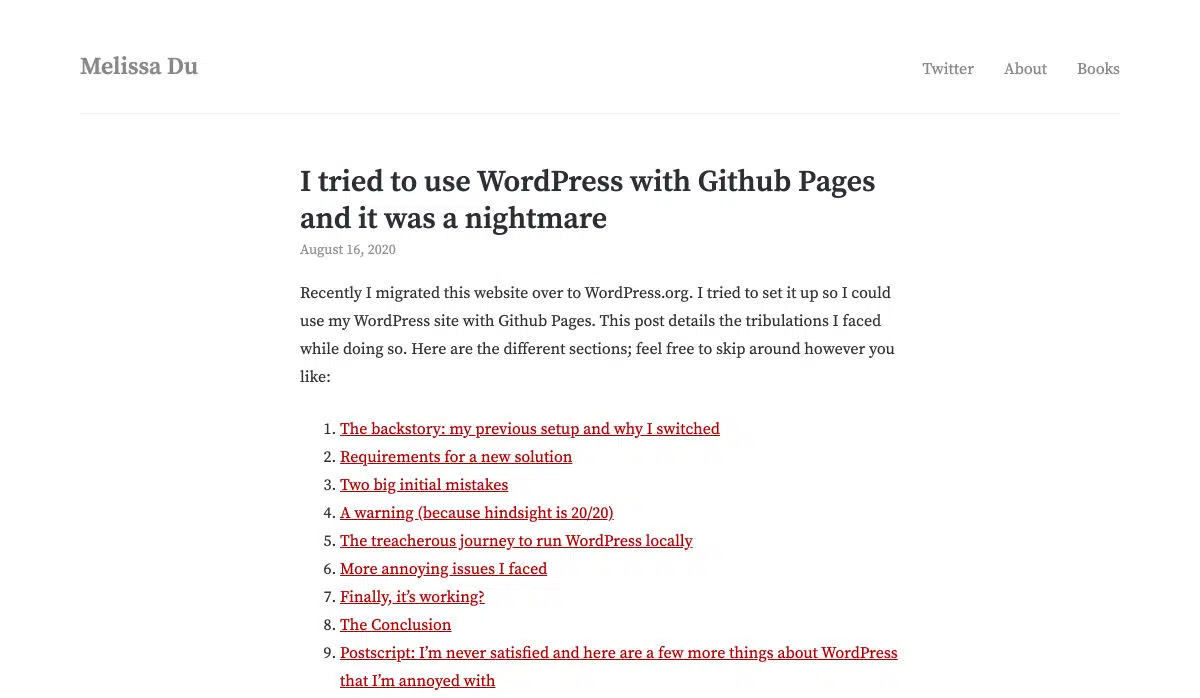 Melissa Du
Twitter About Books
I tried to use WordPress with Github Pages
and it was a nightmare
August 16, 2020
Recently I migrated this website over to WordPress.org. I tried to set it up so I could
use my WordPress site with Github Pages. This post details the tribulations I faced
while doing so. Here are the different sections; feel free to skip around however you
like:
1. The backstory: my previous setup and why I switched
2. Requirements for a new solution
3. Two big initial mistakes
4. A warning (because hindsight is 20/20)
5. The treacherous journey to run WordPress locally
6. More annoying issues I faced
7. Finally, it’s working?
8. The Conclusion
9. Postscript: I’m never satisfied and here are a few more things about WordPress
that I’m annoyed with